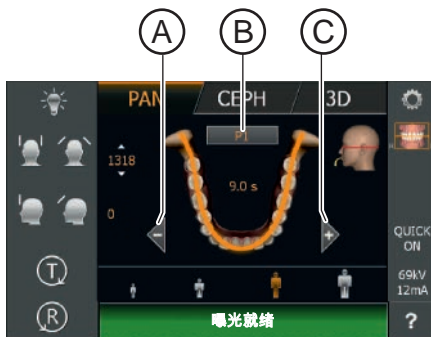 A B C
PAN CEPH 3D
P1
1318
9.0 s
0
− +
QUICK
ON
T
69kV
12mA
R
曝光就绪
?